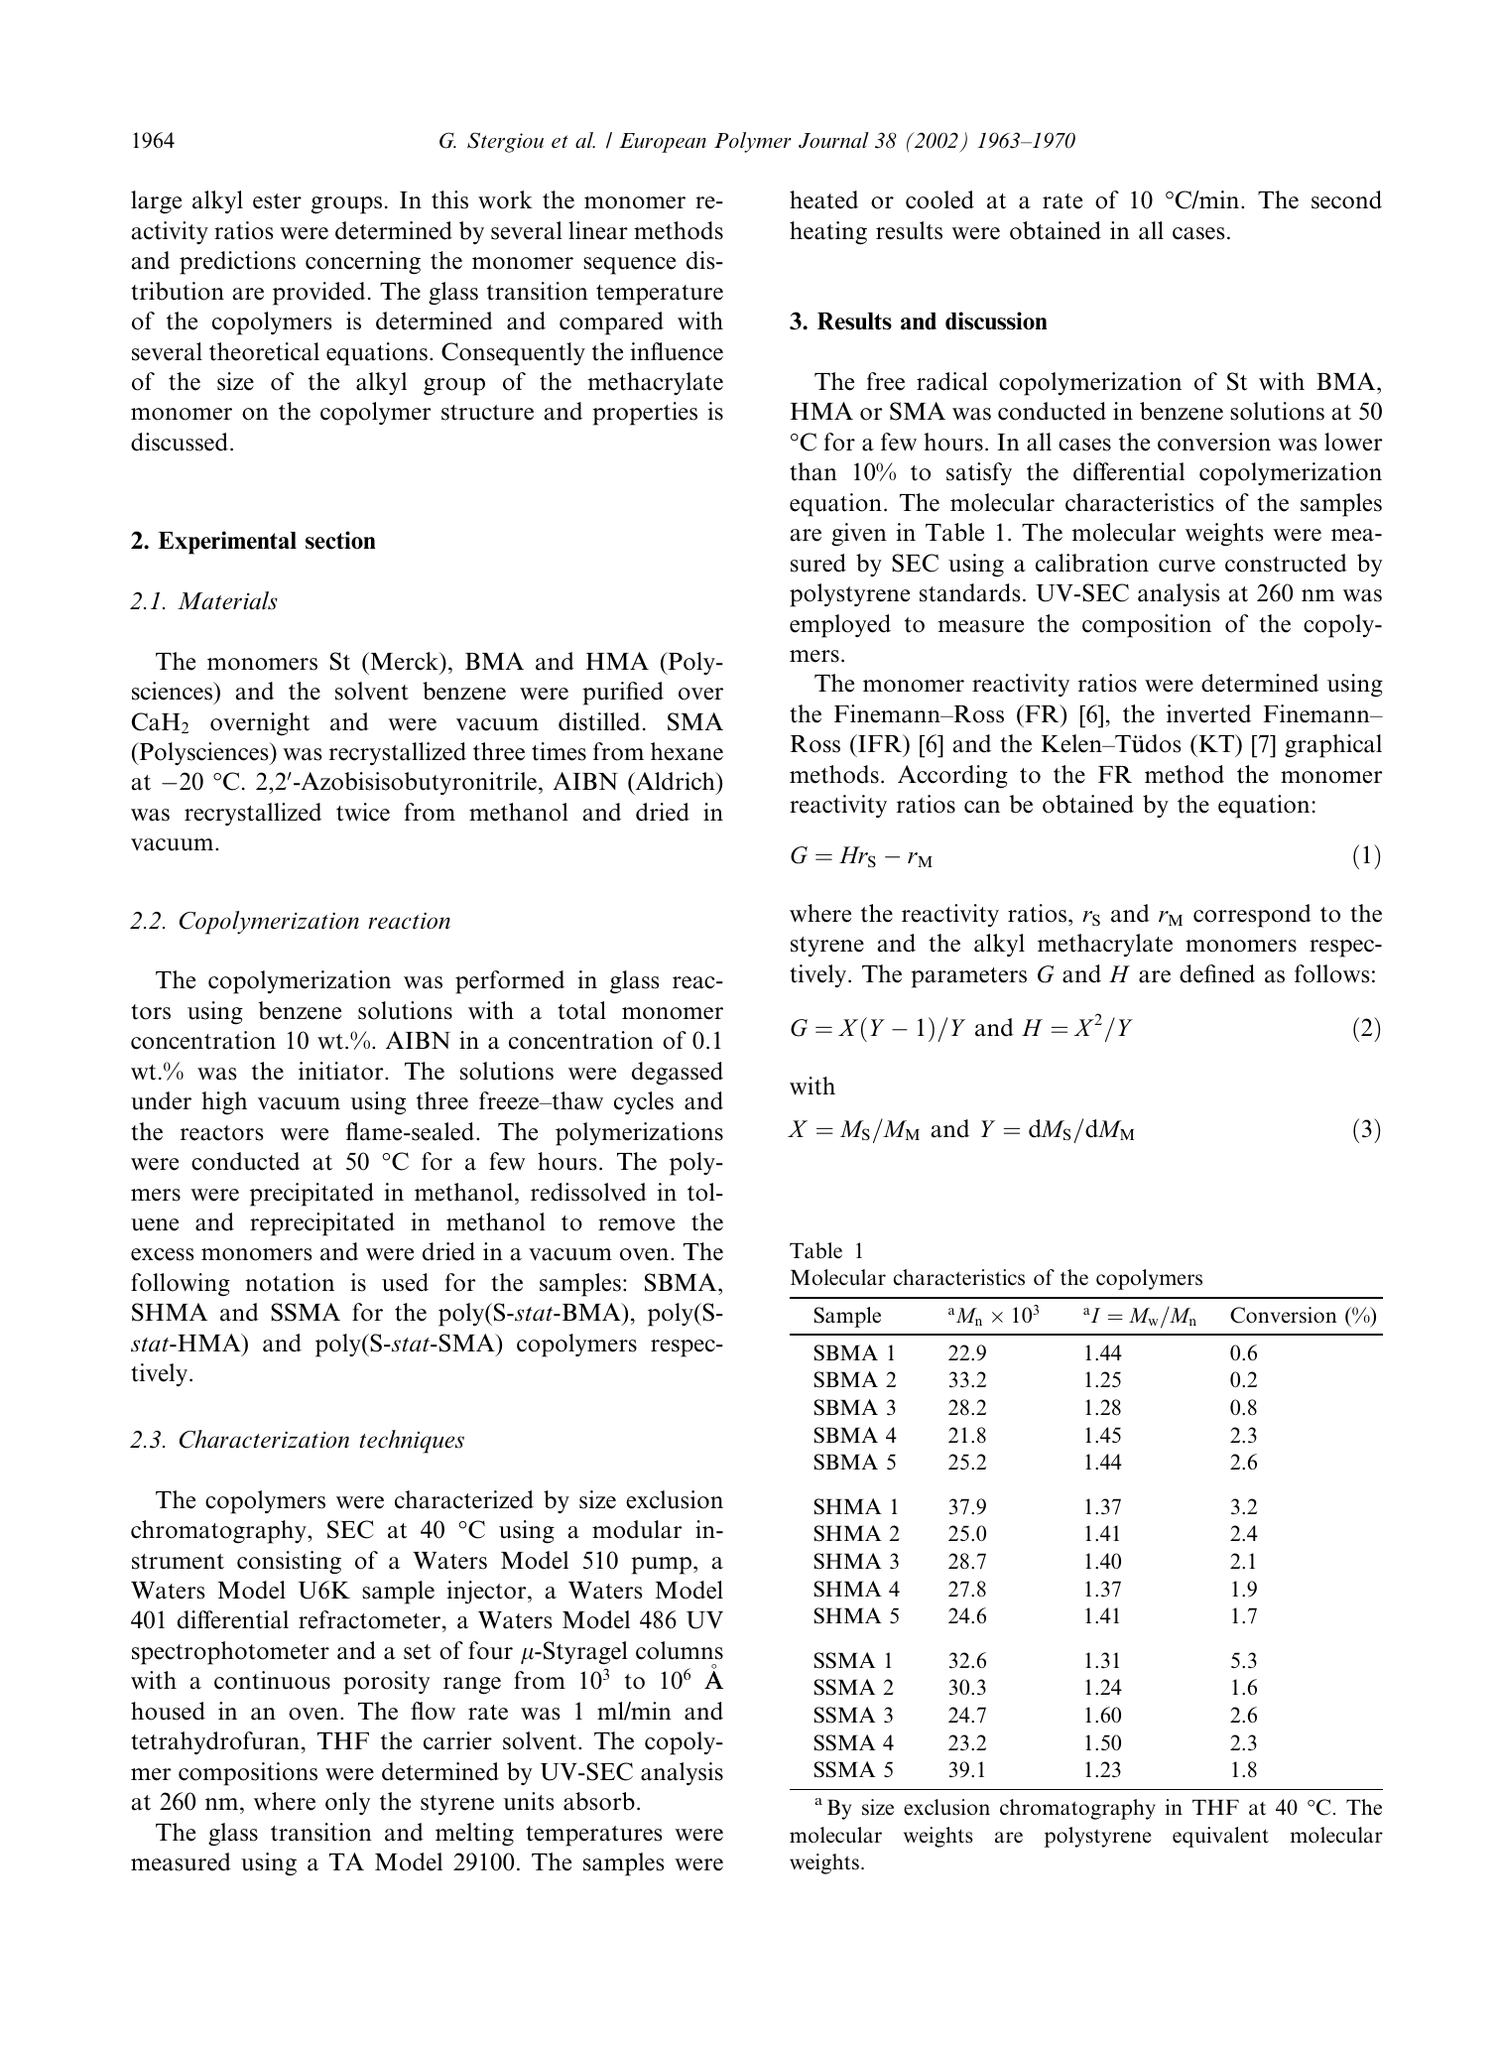 1964
G. Stergiou et al. / European Polymer Journal 38 (2002) 1963–1970
large alkyl ester groups. In this work the monomer re-
activity ratios were determined by several linear methods
and predictions concerning the monomer sequence dis-
tribution are provided. The glass transition temperature
of the copolymers is determined and compared with
several theoretical equations. Consequently the influence
of the size of the alkyl group of the methacrylate
monomer on the copolymer structure and properties is
discussed.
2. Experimental section
2.1. Materials
The monomers St (Merck), BMA and HMA (Poly-
sciences) and the solvent benzene were purified over
CaH₂ overnight and were vacuum distilled. SMA
(Polysciences) was recrystallized three times from hexane
at −20 °C. 2,2′-Azobisisobutyronitrile, AIBN (Aldrich)
was recrystallized twice from methanol and dried in
vacuum.
2.2. Copolymerization reaction
The copolymerization was performed in glass reac-
tors using benzene solutions with a total monomer
concentration 10 wt.%. AIBN in a concentration of 0.1
wt.% was the initiator. The solutions were degassed
under high vacuum using three freeze–thaw cycles and
the reactors were flame-sealed. The polymerizations
were conducted at 50 °C for a few hours. The poly-
mers were precipitated in methanol, redissolved in tol-
uene and reprecipitated in methanol to remove the
excess monomers and were dried in a vacuum oven. The
following notation is used for the samples: SBMA,
SHMA and SSMA for the poly(S-stat-BMA), poly(S-
stat-HMA) and poly(S-stat-SMA) copolymers respec-
tively.
2.3. Characterization techniques
The copolymers were characterized by size exclusion
chromatography, SEC at 40 °C using a modular in-
strument consisting of a Waters Model 510 pump, a
Waters Model U6K sample injector, a Waters Model
401 differential refractometer, a Waters Model 486 UV
spectrophotometer and a set of four μ-Styragel columns
with a continuous porosity range from 10³ to 10⁶ Å
housed in an oven. The flow rate was 1 ml/min and
tetrahydrofuran, THF the carrier solvent. The copoly-
mer compositions were determined by UV-SEC analysis
at 260 nm, where only the styrene units absorb.
The glass transition and melting temperatures were
measured using a TA Model 29100. The samples were
heated or cooled at a rate of 10 °C/min. The second
heating results were obtained in all cases.
3. Results and discussion
The free radical copolymerization of St with BMA,
HMA or SMA was conducted in benzene solutions at 50
°C for a few hours. In all cases the conversion was lower
than 10% to satisfy the differential copolymerization
equation. The molecular characteristics of the samples
are given in Table 1. The molecular weights were mea-
sured by SEC using a calibration curve constructed by
polystyrene standards. UV-SEC analysis at 260 nm was
employed to measure the composition of the copoly-
mers.
The monomer reactivity ratios were determined using
the Finemann–Ross (FR) [6], the inverted Finemann–
Ross (IFR) [6] and the Kelen–Tüdos (KT) [7] graphical
methods. According to the FR method the monomer
reactivity ratios can be obtained by the equation:
G = Hr_S − r_M (1)
where the reactivity ratios, r_S and r_M correspond to the
styrene and the alkyl methacrylate monomers respec-
tively. The parameters G and H are defined as follows:
G = X(Y − 1)/Y and H = X²/Y (2)
with
X = M_S/M_M and Y = dM_S/dM_M (3)
Table 1
Molecular characteristics of the copolymers
Sample ᵃM_n × 10³ ᵃI = M_w/M_n Conversion (%)
SBMA 1 22.9 1.44 0.6
SBMA 2 33.2 1.25 0.2
SBMA 3 28.2 1.28 0.8
SBMA 4 21.8 1.45 2.3
SBMA 5 25.2 1.44 2.6
SHMA 1 37.9 1.37 3.2
SHMA 2 25.0 1.41 2.4
SHMA 3 28.7 1.40 2.1
SHMA 4 27.8 1.37 1.9
SHMA 5 24.6 1.41 1.7
SSMA 1 32.6 1.31 5.3
SSMA 2 30.3 1.24 1.6
SSMA 3 24.7 1.60 2.6
SSMA 4 23.2 1.50 2.3
SSMA 5 39.1 1.23 1.8
ᵃ By size exclusion chromatography in THF at 40 °C. The
molecular weights are polystyrene equivalent molecular
weights.